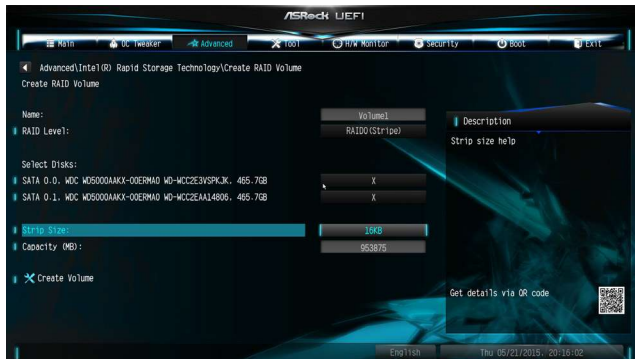 ASRock UEFI
Main OC Tweaker Advanced Tool H/W Monitor Security Boot Exit
Advanced\Intel(R) Rapid Storage Technology\Create RAID Volume
Create RAID Volume
Name: Volume1
RAID Level: RAID0(Stripe)
Select Disks:
SATA 0.0, WDC WD5000AAKX-00ERMA0 WD-WCC2E3VSPKJK, 465.7GB X
SATA 0.1, WDC WD5000AAKX-00ERMA0 WD-WCC2EAA14806, 465.7GB X
Strip Size: 16KB
Capacity (MB): 953875
Create Volume
Description
Strip size help
Get details via QR code
English Thu 05/21/2015, 20:16:02